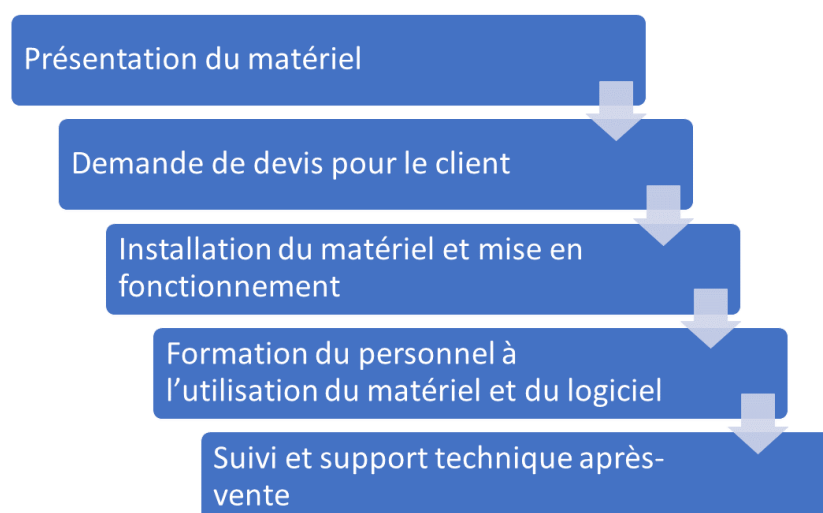 Présentation du matériel
Demande de devis pour le client
Installation du matériel et mise en
fonctionnement
Formation du personnel à
l’utilisation du matériel et du logiciel
Suivi et support technique après-
vente